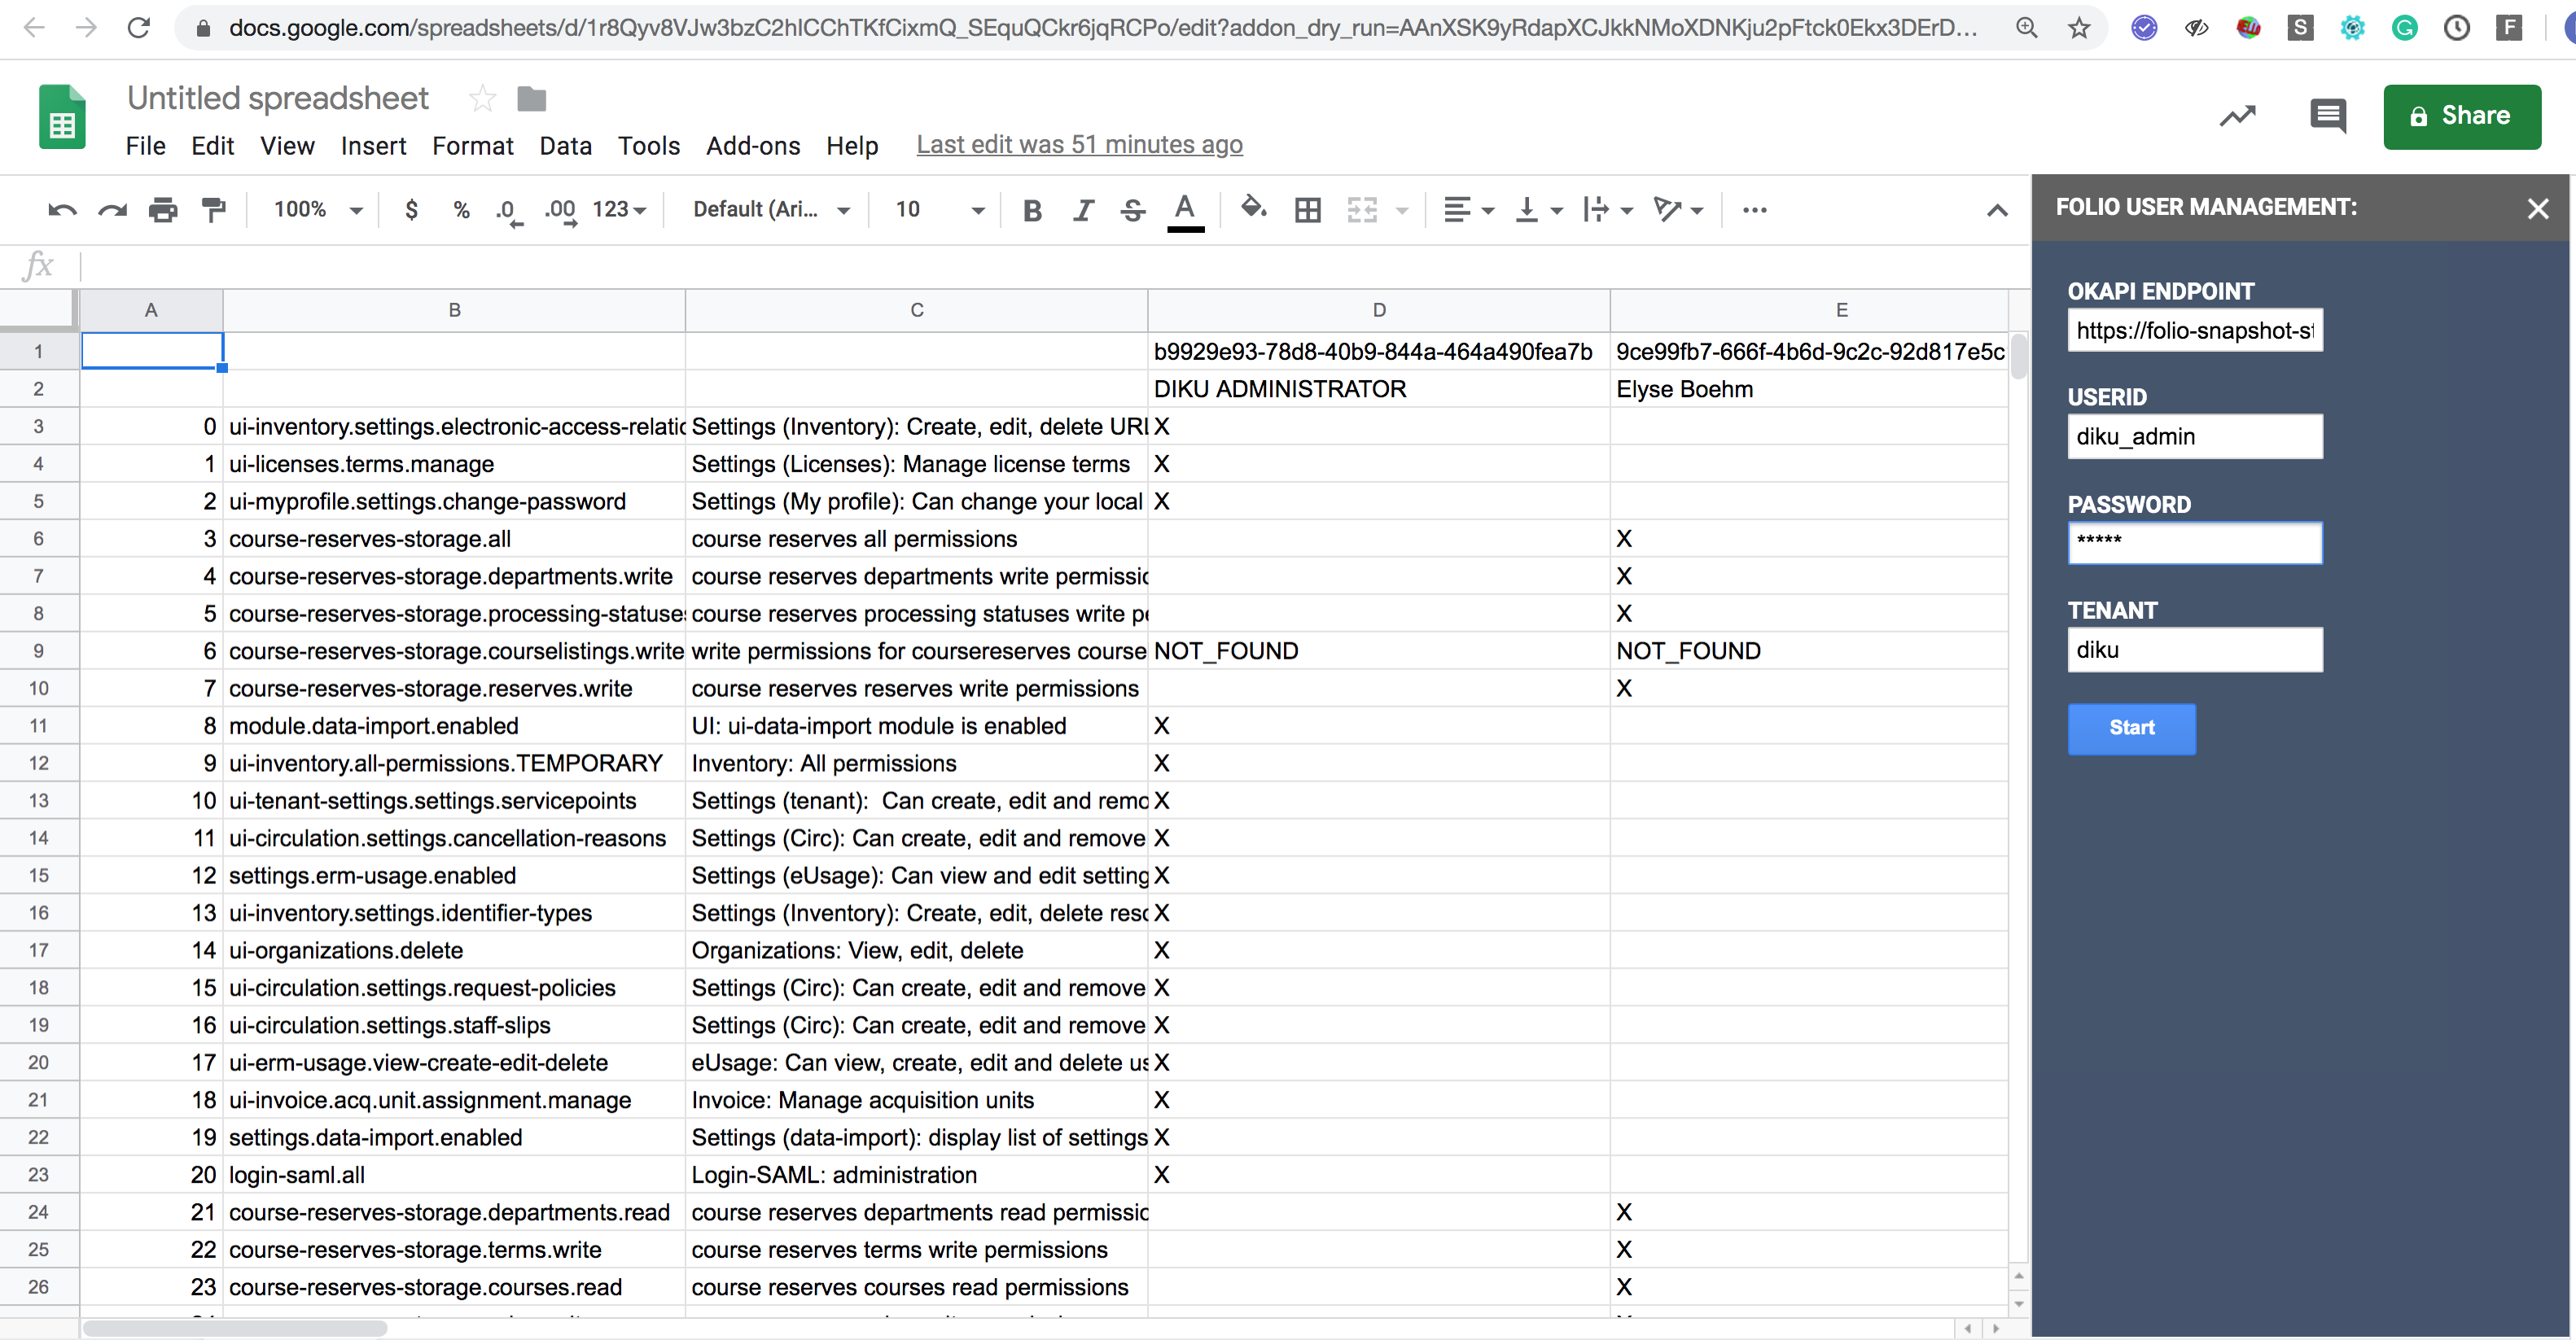 docs.google.com/spreadsheets/d/1r8Qyv8VJw3bzC2hICChTKfCixmQ_SEquQCkr6jqRCPo/edit?addon_dry_run=AAnXSK9yRdapXCJkkNMoXDNKju2pFtck0Ekx3DErD...
Untitled spreadsheet
File Edit View Insert Format Data Tools Add-ons Help Last edit was 51 minutes ago
Share
100% $ % .0 .00 123 Default (Ari... 10 B I S A
fx
A B C D E
1 b9929e93-78d8-40b9-844a-464a490fea7b 9ce99fb7-666f-4b6d-9c2c-92d817e5c
2 DIKU ADMINISTRATOR Elyse Boehm
3 0 ui-inventory.settings.electronic-access-relatio Settings (Inventory): Create, edit, delete URL X
4 1 ui-licenses.terms.manage Settings (Licenses): Manage license terms X
5 2 ui-myprofile.settings.change-password Settings (My profile): Can change your local X
6 3 course-reserves-storage.all course reserves all permissions X
7 4 course-reserves-storage.departments.write course reserves departments write permissic X
8 5 course-reserves-storage.processing-statuses course reserves processing statuses write pe X
9 6 course-reserves-storage.courselistings.write write permissions for coursereserves course NOT_FOUND NOT_FOUND
10 7 course-reserves-storage.reserves.write course reserves reserves write permissions X
11 8 module.data-import.enabled UI: ui-data-import module is enabled X
12 9 ui-inventory.all-permissions.TEMPORARY Inventory: All permissions X
13 10 ui-tenant-settings.settings.servicepoints Settings (tenant): Can create, edit and remo X
14 11 ui-circulation.settings.cancellation-reasons Settings (Circ): Can create, edit and remove X
15 12 settings.erm-usage.enabled Settings (eUsage): Can view and edit setting X
16 13 ui-inventory.settings.identifier-types Settings (Inventory): Create, edit, delete resc X
17 14 ui-organizations.delete Organizations: View, edit, delete X
18 15 ui-circulation.settings.request-policies Settings (Circ): Can create, edit and remove X
19 16 ui-circulation.settings.staff-slips Settings (Circ): Can create, edit and remove X
20 17 ui-erm-usage.view-create-edit-delete eUsage: Can view, create, edit and delete us X
21 18 ui-invoice.acq.unit.assignment.manage Invoice: Manage acquisition units X
22 19 settings.data-import.enabled Settings (data-import): display list of settings X
23 20 login-saml.all Login-SAML: administration X
24 21 course-reserves-storage.departments.read course reserves departments read permissic X
25 22 course-reserves-storage.terms.write course reserves terms write permissions X
26 23 course-reserves-storage.courses.read course reserves courses read permissions X
FOLIO USER MANAGEMENT:
OKAPI ENDPOINT
https://folio-snapshot-st
USERID
diku_admin
PASSWORD
*****
TENANT
diku
Start